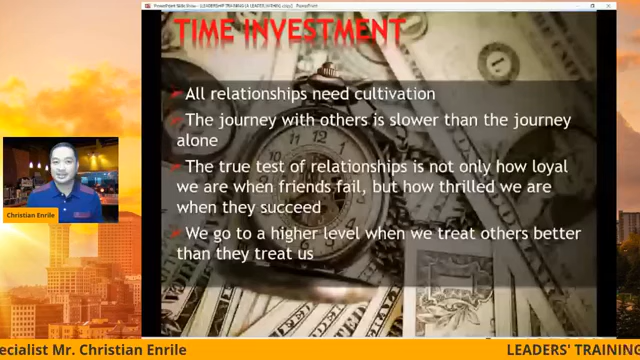 PowerPoint Slide Show - [LEADERSHIP TRAINING (A LEADER_WITHIN) copy] - PowerPoint
TIME INVESTMENT
All relationships need cultivation
The journey with others is slower than the journey
alone
The true test of relationships is not only how loyal
we are when friends fail, but how thrilled we are
when they succeed
We go to a higher level when we treat others better
than they treat us
Christian Enrile
ecialist Mr. Christian Enrile
LEADERS' TRAINING